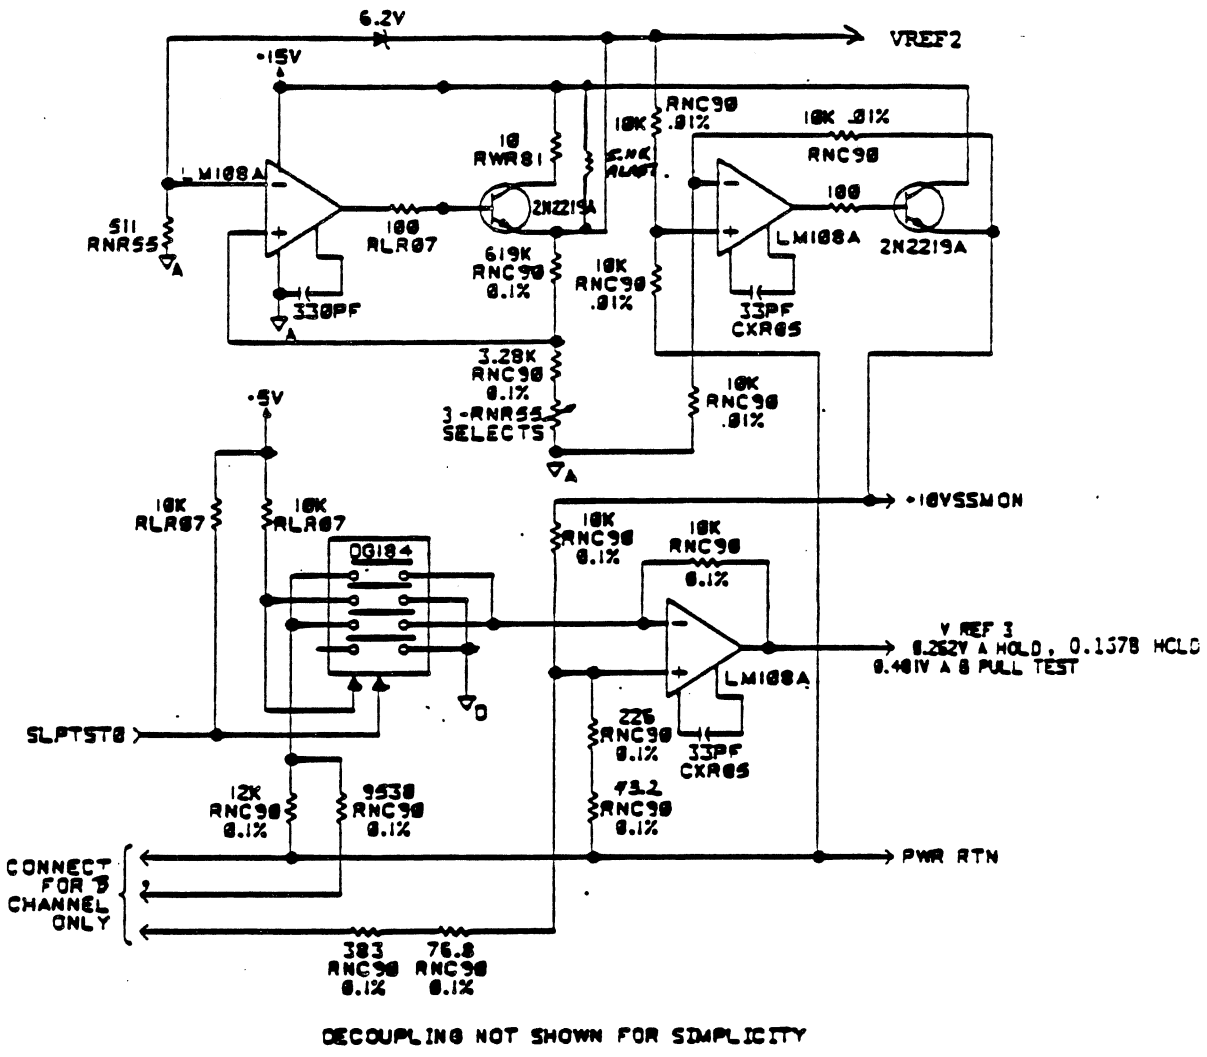 6.2V
VREF2
·15V
LM108A
10
RWR81
RNC90
10K .01%
10K .01%
RNC90
100
2N2219A
LM108A
2N2219A
511
RNR55
A
100
RLR07
619K
RNC90
0.1%
10K
RNC90
.01%
330PF
A
33PF
CKR05
3.28K
RNC90
0.1%
3-RNR55
SELECTS
A
10K
RNC90
.01%
·5V
10K
RLR07
10K
RLR07
DG184
+10VSSMON
10K
RNC90
0.1%
10K
RNC90
0.1%
V REF 3
0.262V A HOLD, 0.157B HOLD
0.401V A B PULL TEST
LM108A
D
SLPTST0
226
RNC90
0.1%
33PF
CKR05
43.2
RNC90
0.1%
12K
RNC90
0.1%
9530
RNC90
0.1%
PWR RTN
CONNECT
FOR B
CHANNEL
ONLY
383
RNC90
0.1%
76.8
RNC90
0.1%
DECOUPLING NOT SHOWN FOR SIMPLICITY